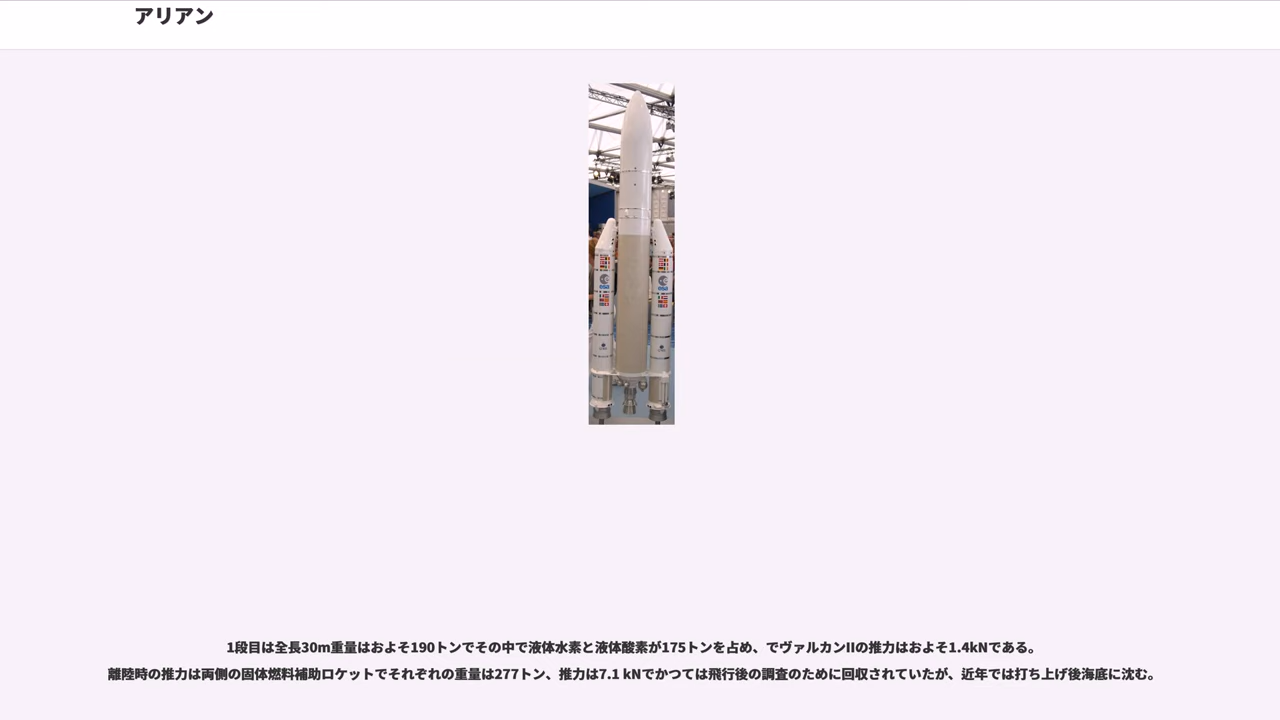 アリアン
esa
esa
1段目は全長30m重量はおよそ190トンでその中で液体水素と液体酸素が175トンを占め、でヴァルカンIIの推力はおよそ1.4kNである。
離陸時の推力は両側の固体燃料補助ロケットでそれぞれの重量は277トン、推力は7.1 kNでかつては飛行後の調査のために回収されていたが、近年では打ち上げ後海底に沈む。